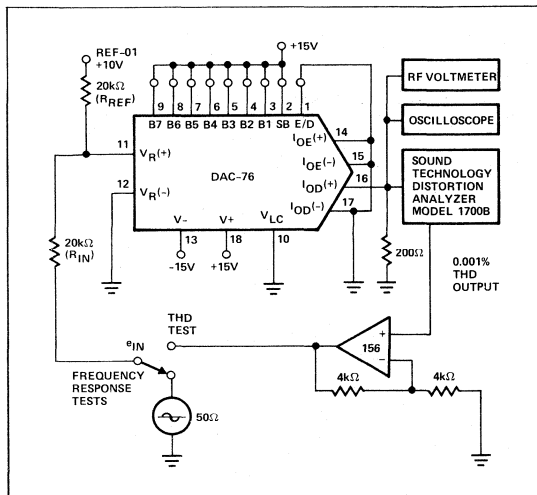 REF-01
+10V
+15V
20kΩ
(RREF)
9 8 7 6 5 4 3 2 1
B7 B6 B5 B4 B3 B2 B1 SB E/D
11
VR(+)
12
VR(−)
DAC-76
IOE(+)
14
IOE(−)
15
IOD(+)
16
IOD(−)
17
V−
V+
VLC
13
18
10
−15V
+15V
RF VOLTMETER
OSCILLOSCOPE
SOUND
TECHNOLOGY
DISTORTION
ANALYZER
MODEL 1700B
200Ω
0.001%
THD
OUTPUT
20kΩ
(RIN)
THD
TEST
eIN
FREQUENCY
RESPONSE
TESTS
50Ω
156
+
−
4kΩ
4kΩ